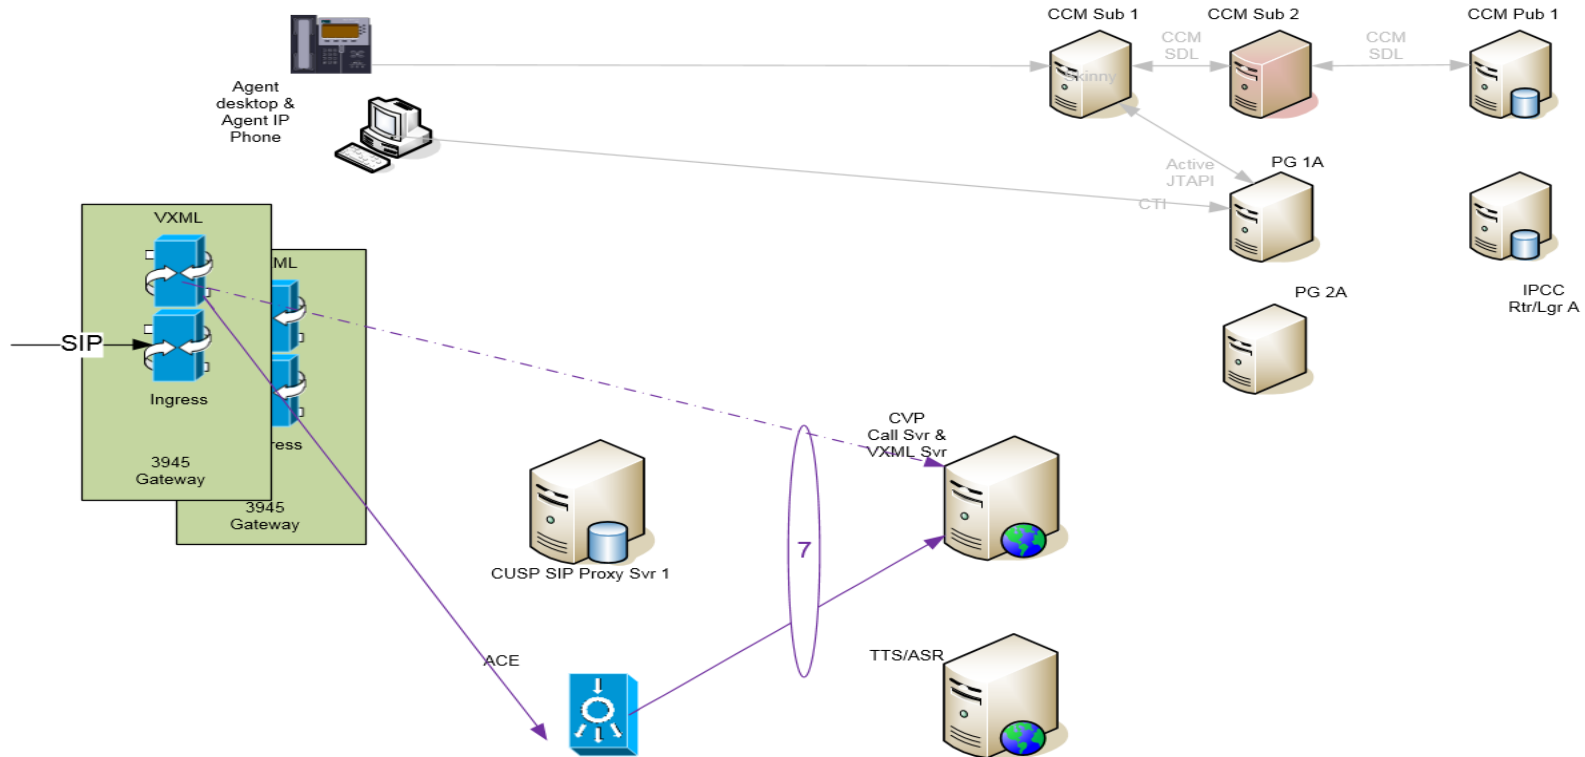 CCM Sub 1
CCM Sub 2
CCM Pub 1
CCM
SDL
CCM
SDL
Skinny
Agent
desktop &
Agent IP
Phone
Active
JTAPI
CTI
PG 1A
PG 2A
IPCC
Rtr/Lgr A
VXML
ML
SIP
Ingress
ress
3945
Gateway
3945
Gateway
CVP
Call Svr &
VXML Svr
7
CUSP SIP Proxy Svr 1
ACE
TTS/ASR